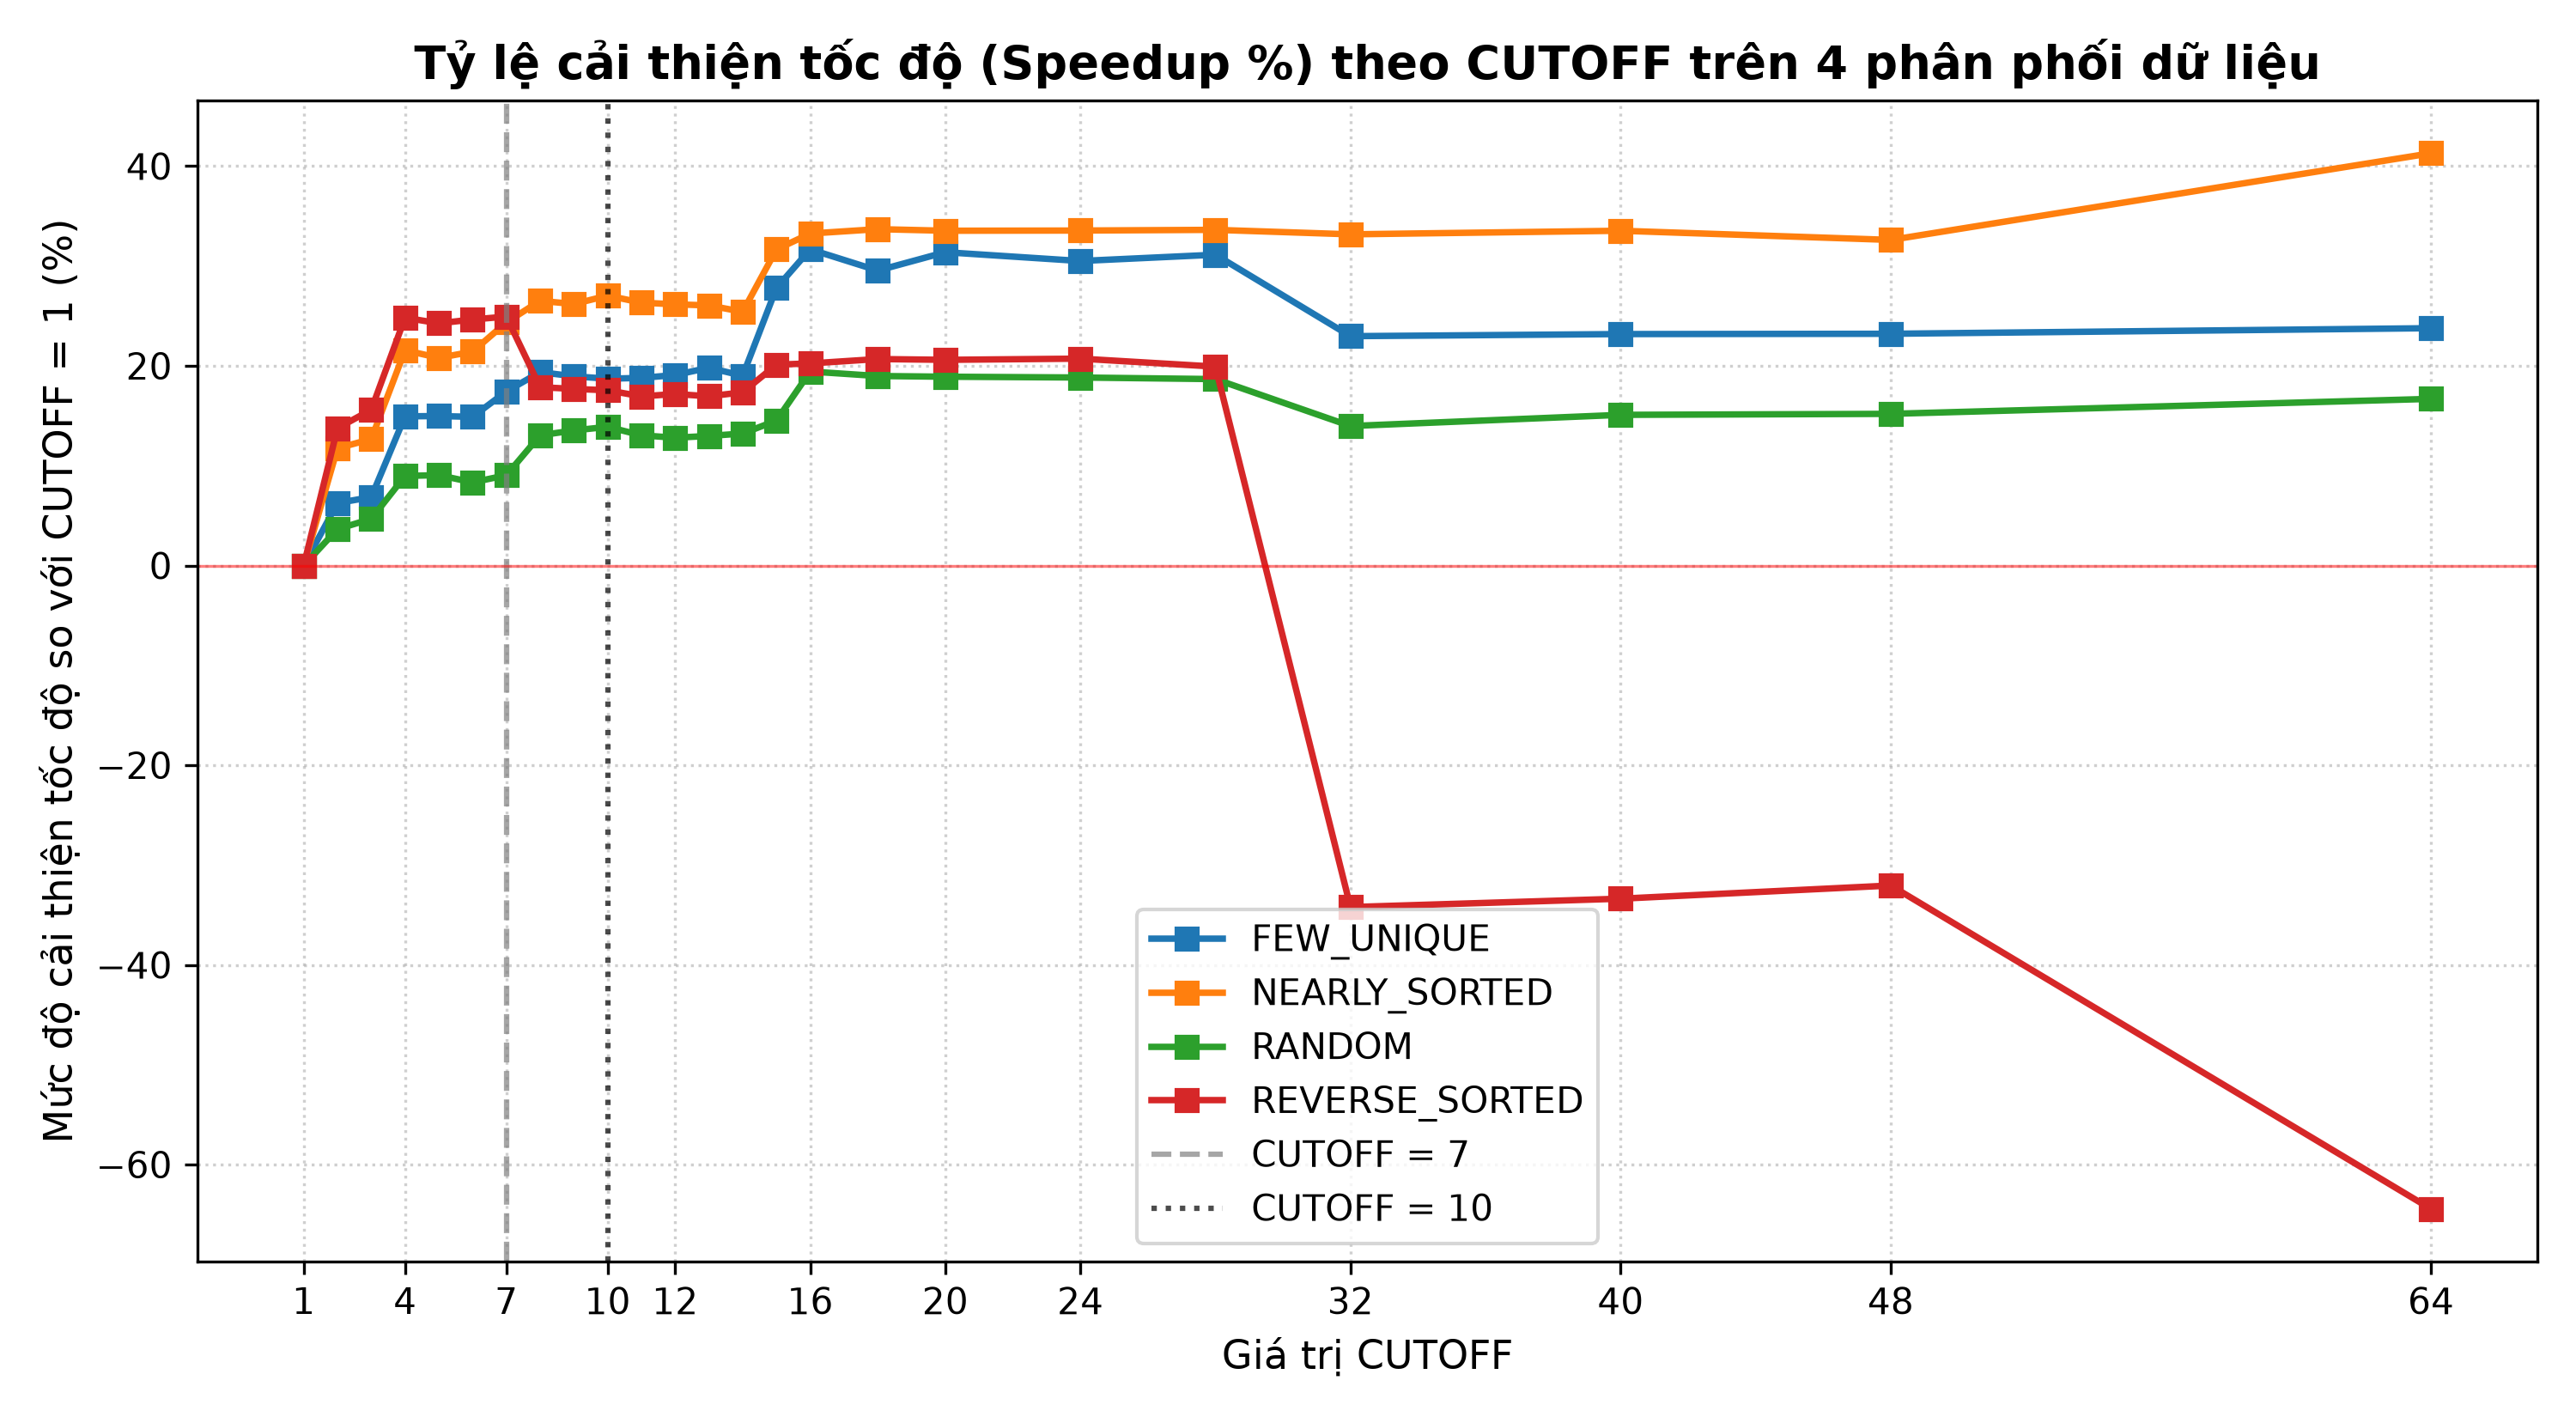 Tỷ lệ cải thiện tốc độ (Speedup %) theo CUTOFF trên 4 phân phối dữ liệu
Mức độ cải thiện tốc độ so với CUTOFF = 1 (%)
40
20
0
−20
−40
−60
FEW_UNIQUE
NEARLY_SORTED
RANDOM
REVERSE_SORTED
CUTOFF = 7
CUTOFF = 10
1 4 7 10 12 16 20 24 32 40 48 64
Giá trị CUTOFF